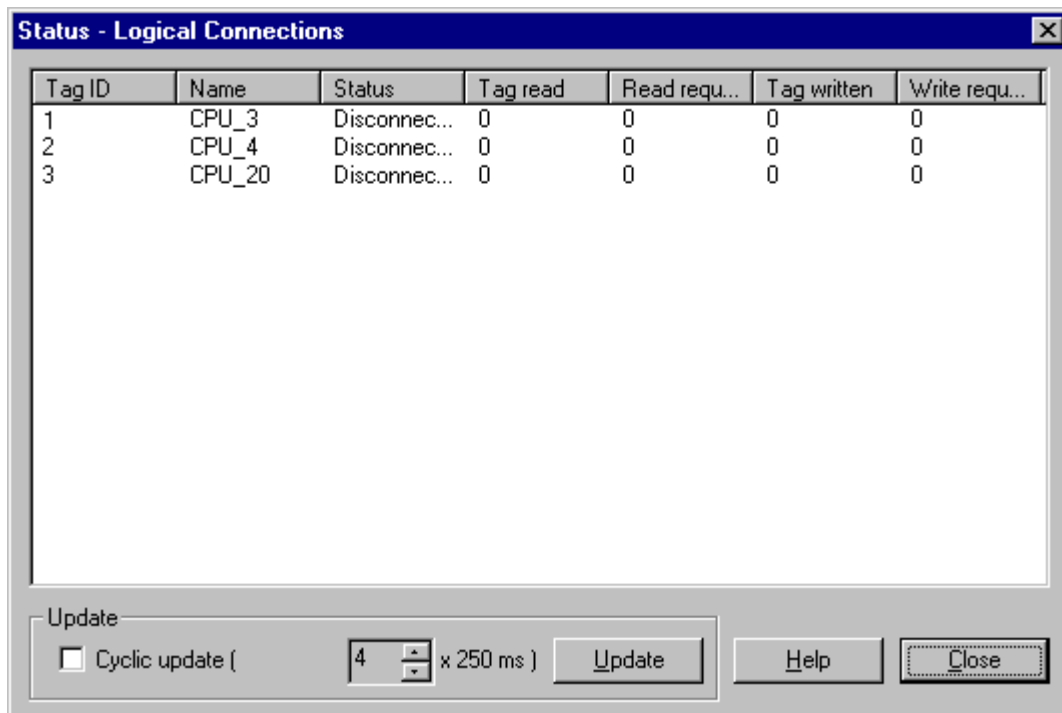 Status - Logical Connections
Tag ID Name Status Tag read Read requ... Tag written Write requ...
1 CPU_3 Disconnec... 0 0 0 0
2 CPU_4 Disconnec... 0 0 0 0
3 CPU_20 Disconnec... 0 0 0 0
Update
Cyclic update ( 4 x 250 ms ) Update Help Close